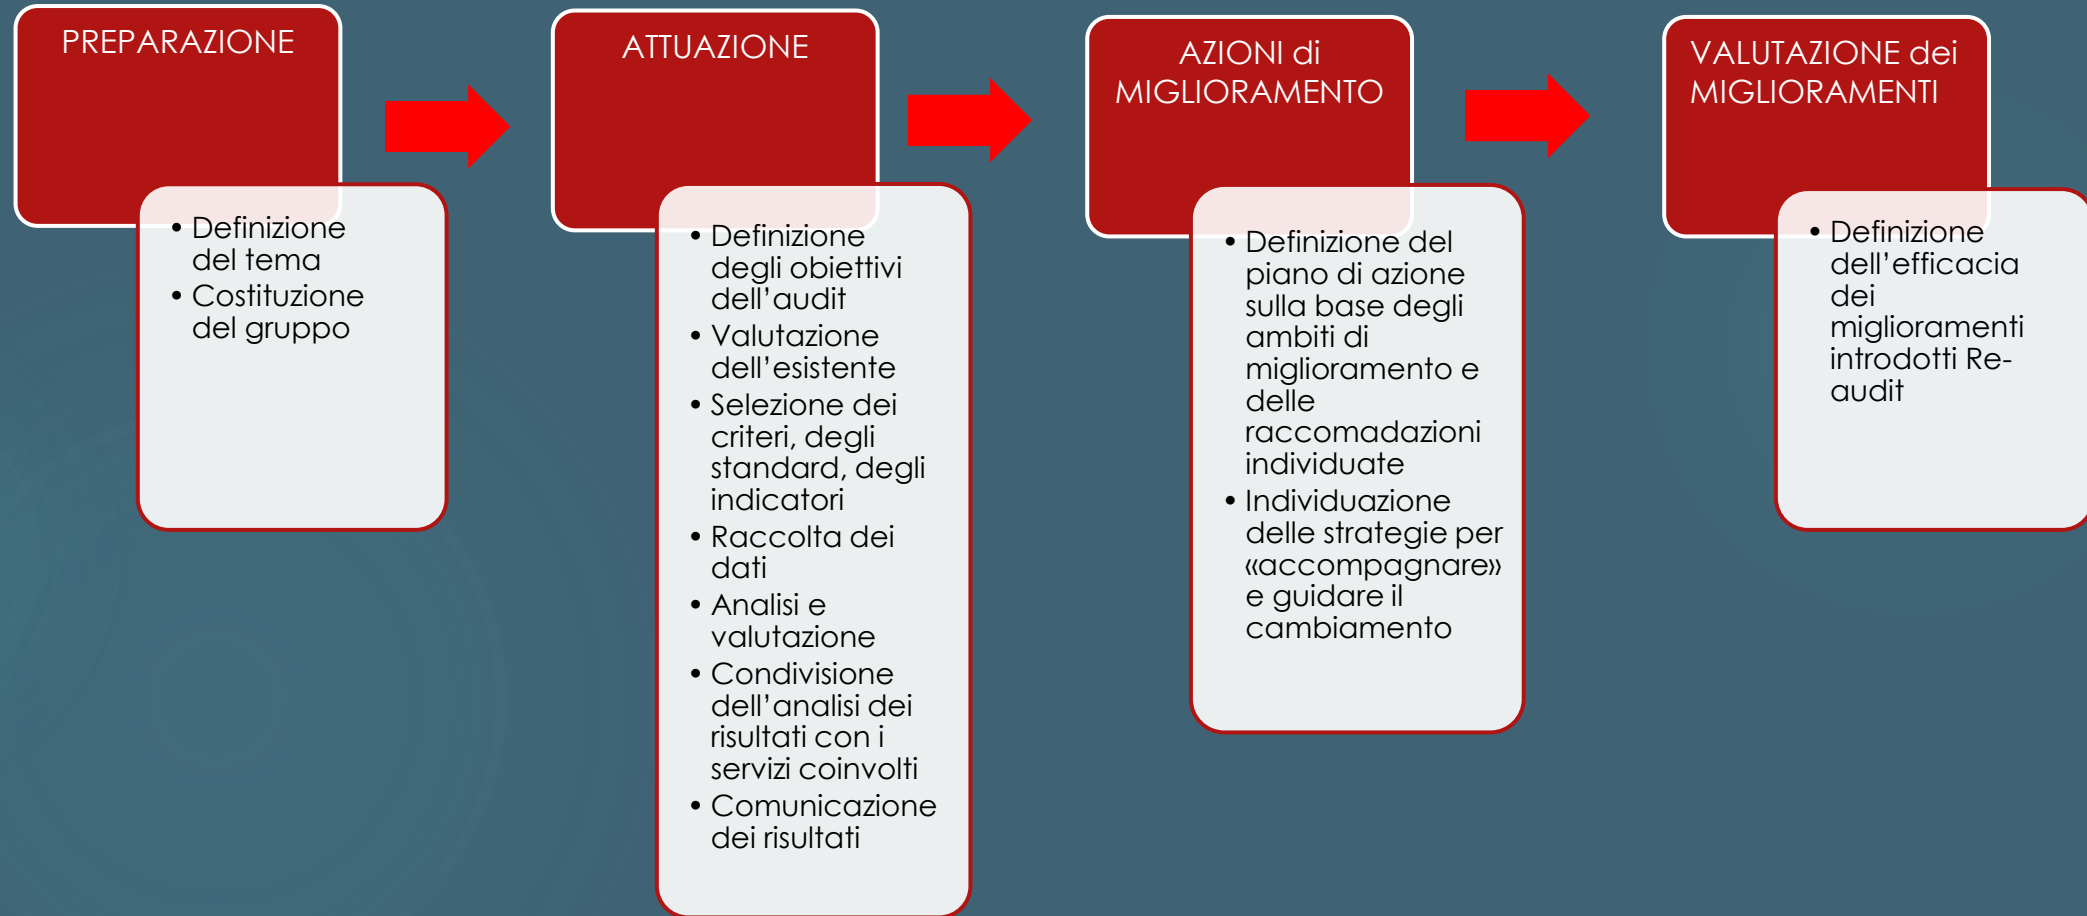 PREPARAZIONE
• Definizione
del tema
• Costituzione
del gruppo
ATTUAZIONE
• Definizione
degli obiettivi
dell’audit
• Valutazione
dell’esistente
• Selezione dei
criteri, degli
standard, degli
indicatori
• Raccolta dei
dati
• Analisi e
valutazione
• Condivisione
dell’analisi dei
risultati con i
servizi coinvolti
• Comunicazione
dei risultati
AZIONI di
MIGLIORAMENTO
• Definizione del
piano di azione
sulla base degli
ambiti di
miglioramento e
delle
raccomadazioni
individuate
• Individuazione
delle strategie per
«accompagnare»
e guidare il
cambiamento
VALUTAZIONE dei
MIGLIORAMENTI
• Definizione
dell’efficacia
dei
miglioramenti
introdotti Re-
audit